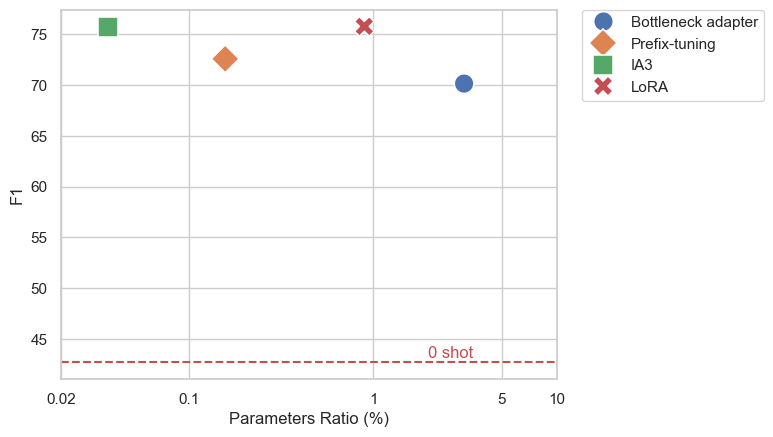 75
70
65
60
55
50
45
F1
0 shot
0.02
0.1
1
5
10
Parameters Ratio (%)
Bottleneck adapter
Prefix-tuning
IA3
LoRA